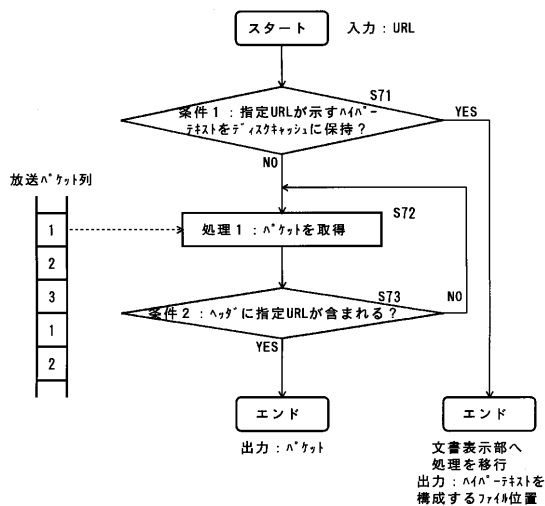 スタート
入力：URL
S71
条件1：指定URLが示すﾊｲﾊﾟｰ
ﾃｷｽﾄをﾃﾞｨｽｸｷｬｯｼｭに保持？
YES
NO
放送ﾊﾟｹｯﾄ列
S72
処理1：ﾊﾟｹｯﾄを取得
1
2
3
1
2
S73
条件2：ﾍｯﾀﾞに指定URLが含まれる？
NO
YES
エンド
出力：ﾊﾟｹｯﾄ
エンド
文書表示部へ
処理を移行
出力：ﾊｲﾊﾟｰﾃｷｽﾄを
構成するﾌｧｲﾙ位置